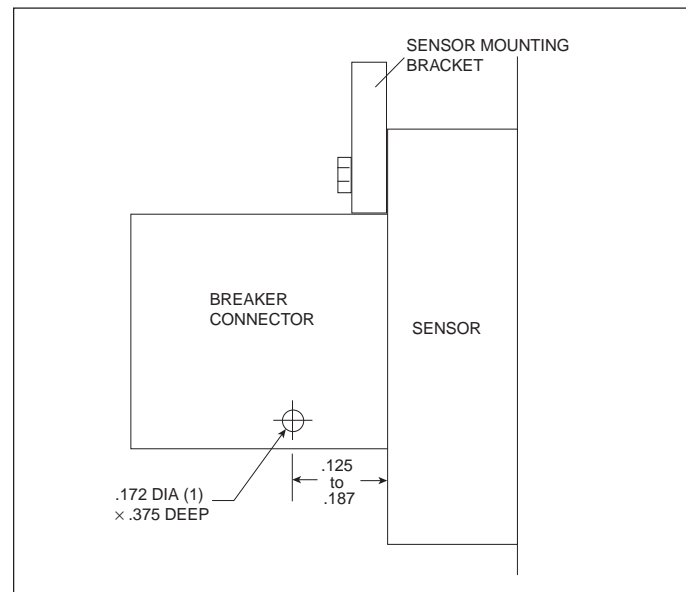 SENSOR MOUNTING
BRACKET
BREAKER
CONNECTOR
SENSOR
.125
to
.187
.172 DIA (1)
× .375 DEEP